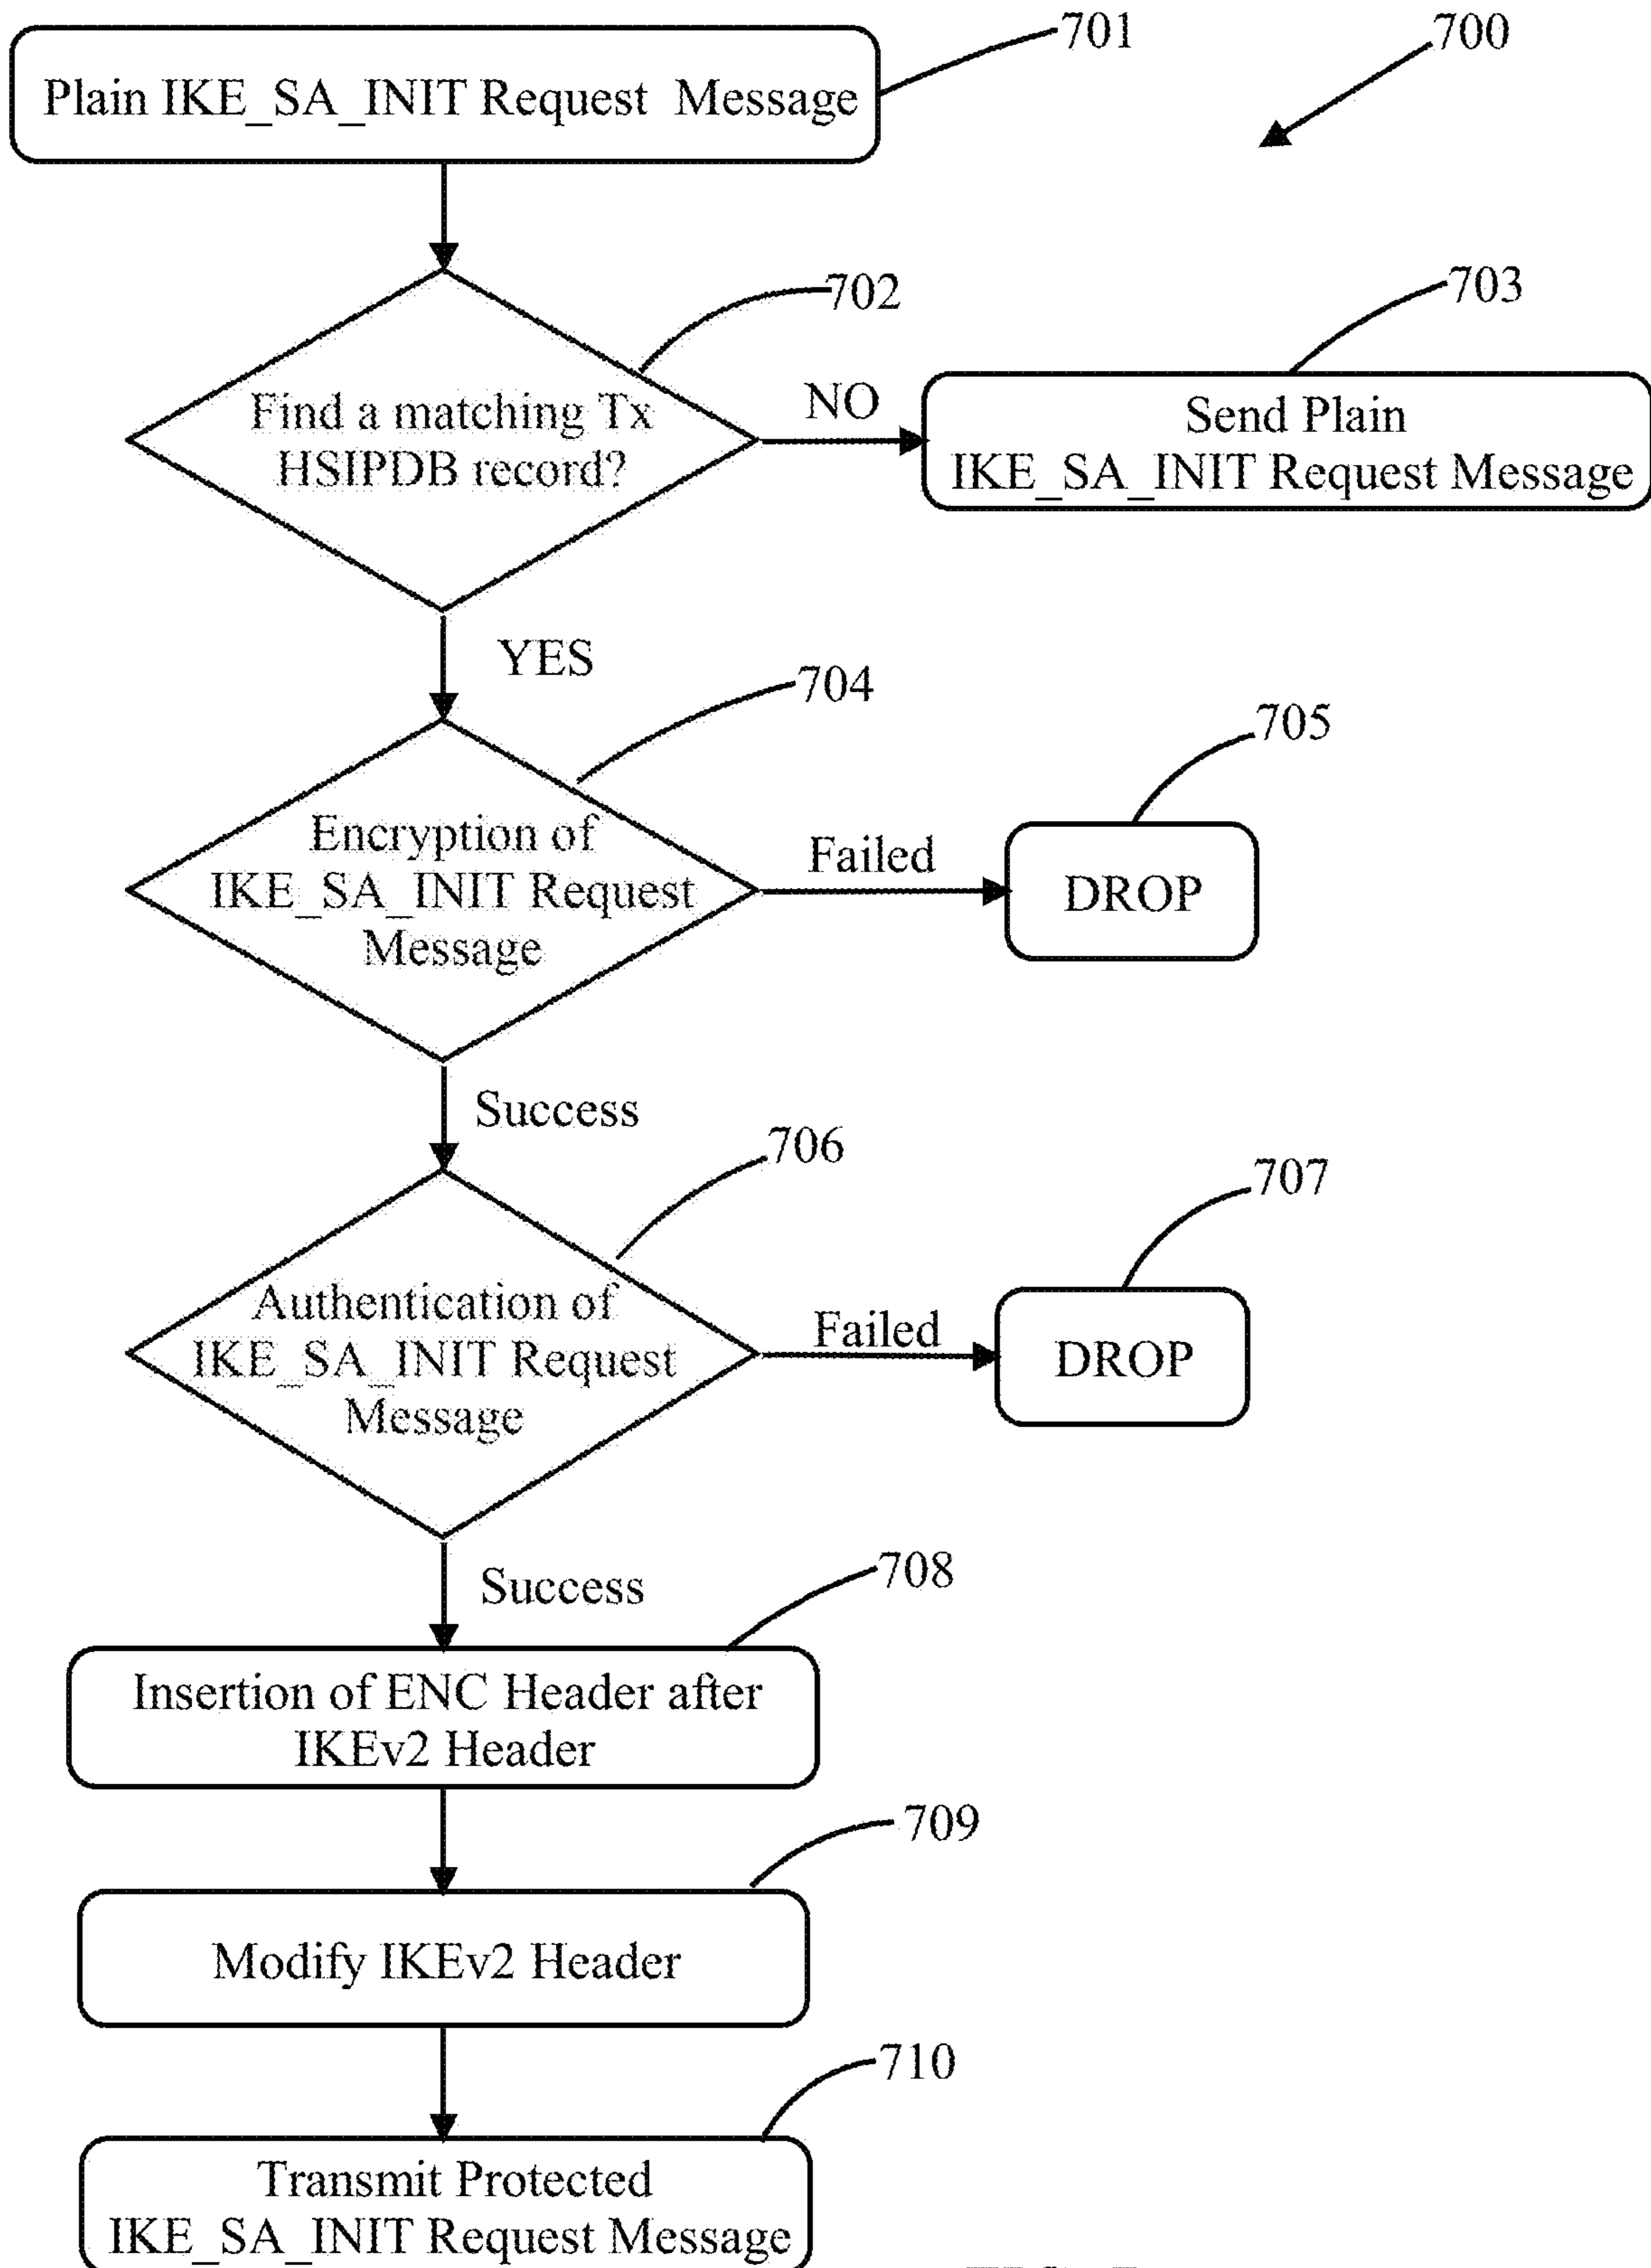 701
700
Plain IKE_SA_INIT Request Message
702
703
Find a matching Tx
HSIPDB record?
NO
Send Plain
IKE_SA_INIT Request Message
YES
704
705
Encryption of
IKE_SA_INIT Request
Message
Failed
DROP
Success
706
707
Authentication of
IKE_SA_INIT Request
Message
Failed
DROP
Success
708
Insertion of ENC Header after
IKEv2 Header
709
Modify IKEv2 Header
710
Transmit Protected
IKE_SA_INIT Request Message